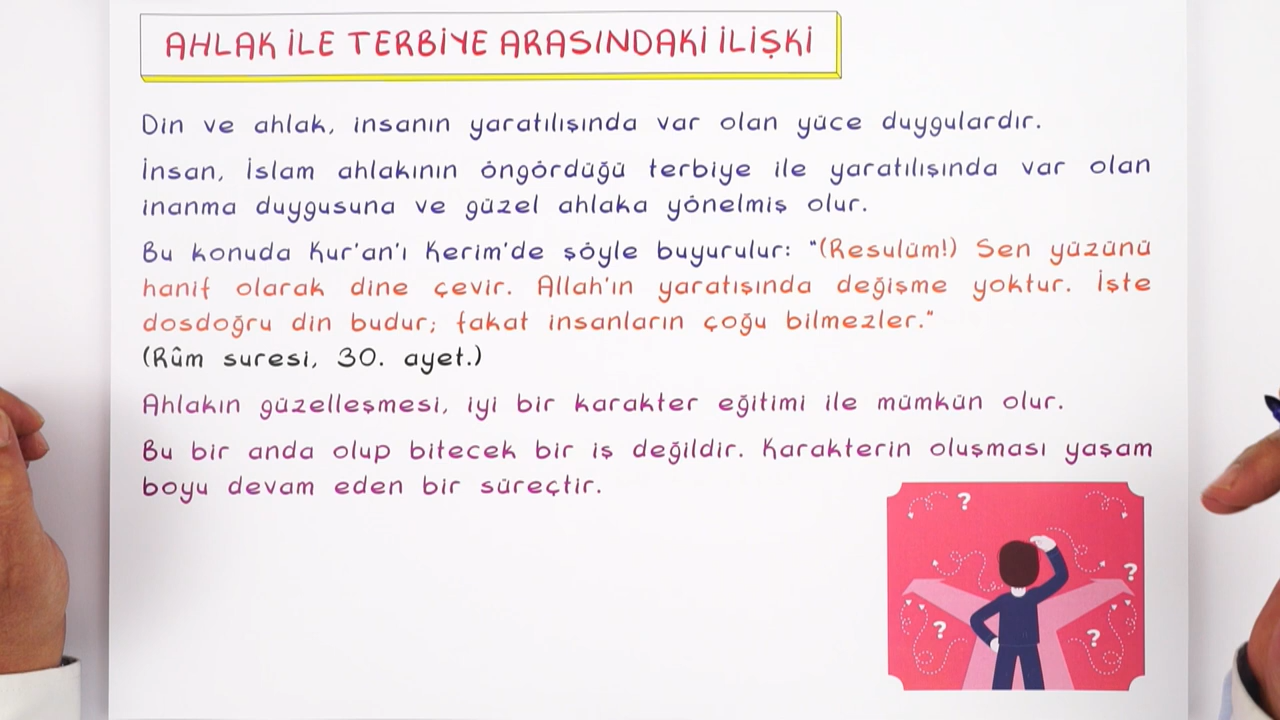 AHLAK İLE TERBİYE ARASINDAKİ İLİŞKİ
Din ve ahlak, insanın yaratılışında var olan yüce duygulardır.
İnsan, İslam ahlakının öngördüğü terbiye ile yaratılışında var olan
inanma duygusuna ve güzel ahlaka yönelmiş olur.
Bu konuda Kur'an'ı Kerim'de şöyle buyurulur: "(Resulüm!) Sen yüzünü
hanif olarak dine çevir. Allah'ın yaratışında değişme yoktur. İşte
dosdoğru din budur; fakat insanların çoğu bilmezler."
(Rûm suresi, 30. ayet.)
Ahlakın güzelleşmesi, iyi bir karakter eğitimi ile mümkün olur.
Bu bir anda olup bitecek bir iş değildir. Karakterin oluşması yaşam
boyu devam eden bir süreçtir.
?
?
?
?